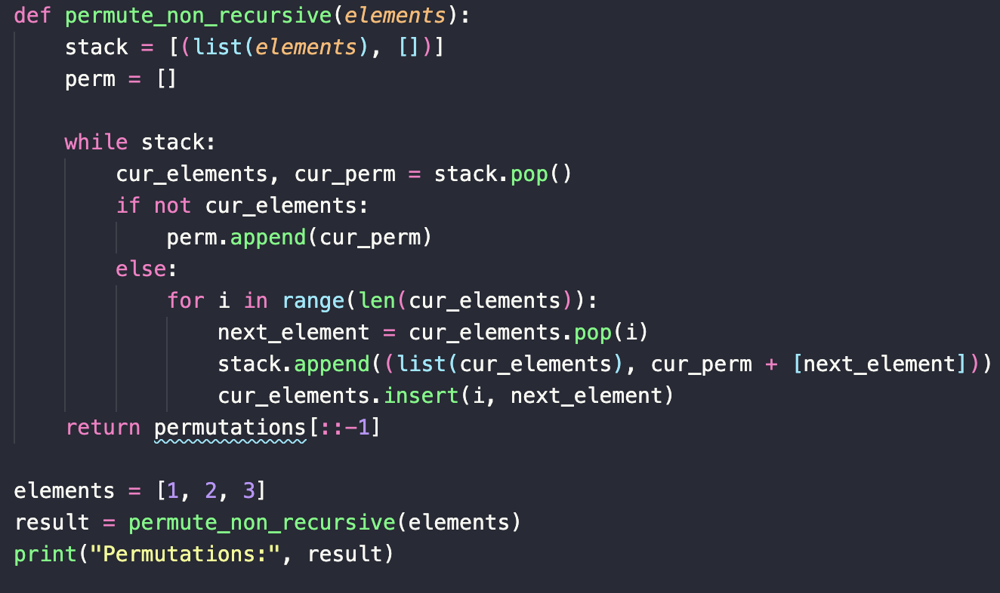 def permute_non_recursive(elements):
    stack = [(list(elements), [])]
    perm = []

    while stack:
        cur_elements, cur_perm = stack.pop()
        if not cur_elements:
            perm.append(cur_perm)
        else:
            for i in range(len(cur_elements)):
                next_element = cur_elements.pop(i)
                stack.append((list(cur_elements), cur_perm + [next_element]))
                cur_elements.insert(i, next_element)
    return permutations[::-1]

elements = [1, 2, 3]
result = permute_non_recursive(elements)
print("Permutations:", result)